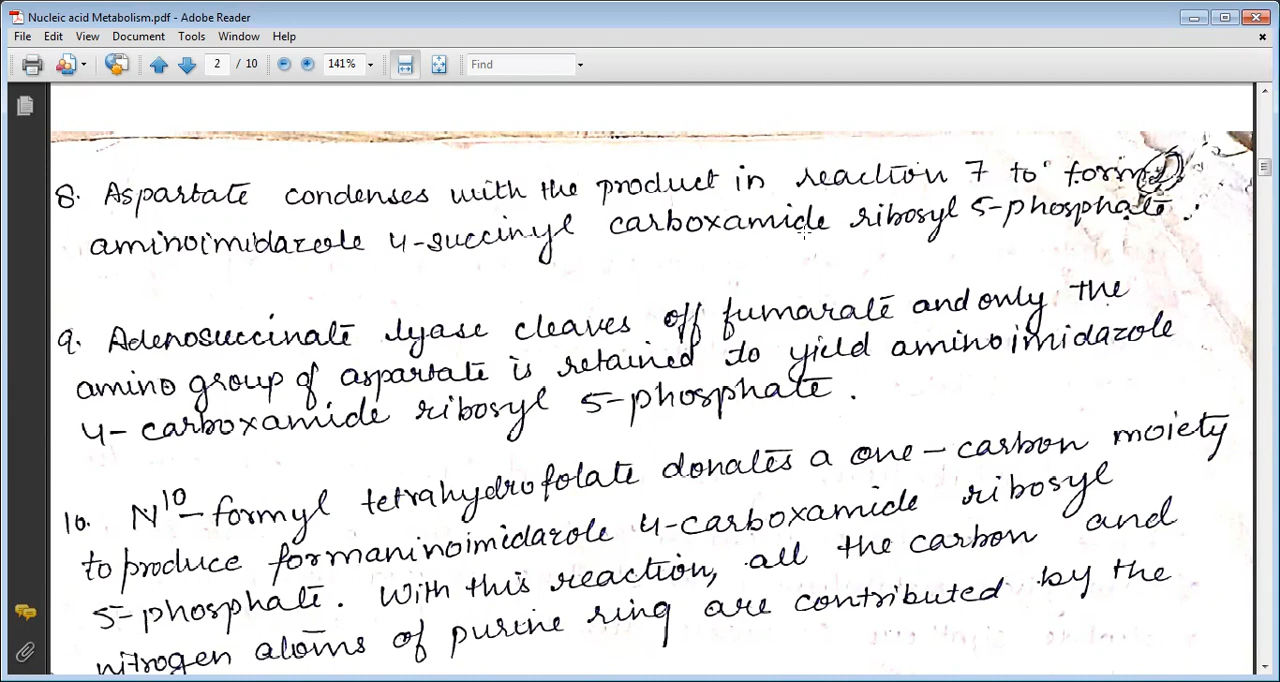 Nucleic acid Metabolism.pdf - Adobe Reader
File Edit View Document Tools Window Help
2 / 10 141% Find
8. Aspartate condenses with the product in reaction 7 to form
aminoimidazole 4-succinyl carboxamide ribosyl 5-phosphate.
9. Adenosuccinate lyase cleaves off fumarate and only the
amino group of aspartate is retained to yield aminoimidazole
4- carboxamide ribosyl 5-phosphate.
10. N10-formyl tetrahydrofolate donates a one-carbon moiety
to produce formaninoimidazole 4-carboxamide ribosyl
5-phosphate. With this reaction, all the carbon and
nitrogen atoms of purine ring are contributed by the